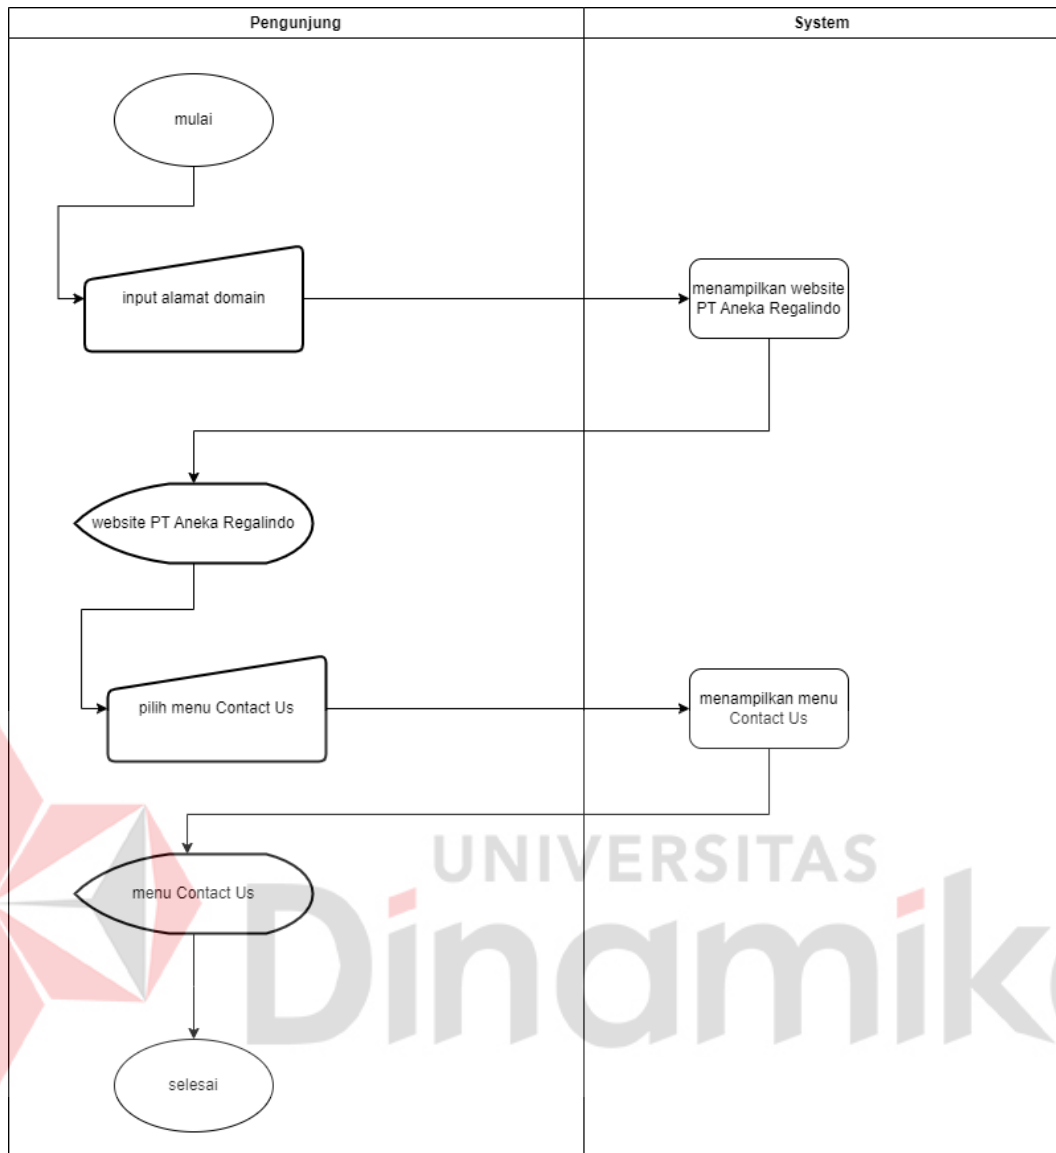 Pengunjung
System
mulai
input alamat domain
menampilkan website
PT Aneka Regalindo
website PT Aneka Regalindo
pilih menu Contact Us
menampilkan menu
Contact Us
menu Contact Us
selesai
UNIVERSITAS
Dinamika